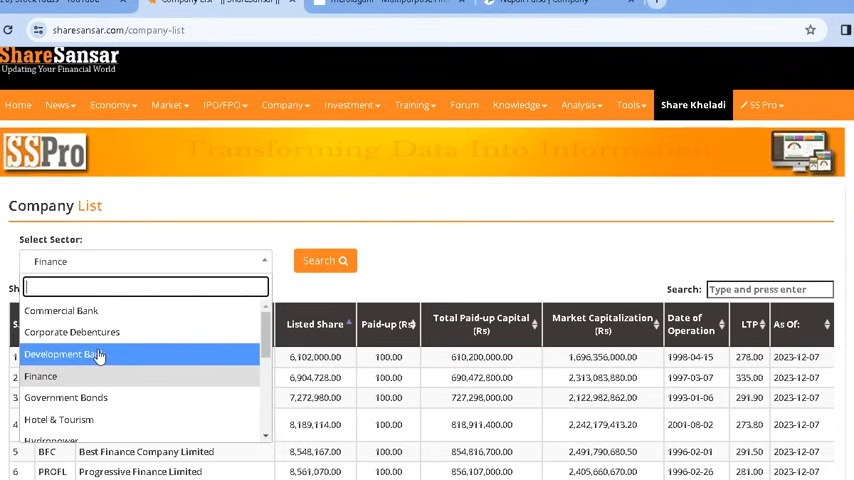 sharesansar.com/company-list
ShareSansar
Updating Your Financial World
Home News Economy Market IPO/FPO Company Investment Training Forum Knowledge Analysis Tools Share Kheladi SS Pro
SSPro Transforming Data Into Information
Company List
Select Sector:
Finance
Search
Search: Type and press enter
Commercial Bank
Corporate Debentures
Development Bank
Finance
Government Bonds
Hotel & Tourism
Hydropower
Listed Share Paid-up (Rs) Total Paid-up Capital (Rs) Market Capitalization (Rs) Date of Operation LTP As Of:
1 6,102,000.00 100.00 610,200,000.00 1,696,356,000.00 1998-04-15 278.00 2023-12-07
2 6,904,728.00 100.00 690,472,800.00 2,313,083,880.00 1997-03-07 335.00 2023-12-07
3 7,272,980.00 100.00 727,298,000.00 2,122,982,862.00 1993-01-06 291.90 2023-12-07
4 8,189,114.00 100.00 818,911,400.00 2,242,179,413.20 2001-08-02 273.80 2023-12-07
5 BFC Best Finance Company Limited 8,548,167.00 100.00 854,816,700.00 2,491,790,680.50 1996-02-01 291.50 2023-12-07
6 PROFL Progressive Finance Limited 8,561,070.00 100.00 856,107,000.00 2,405,660,670.00 1996-02-26 281.00 2023-12-07